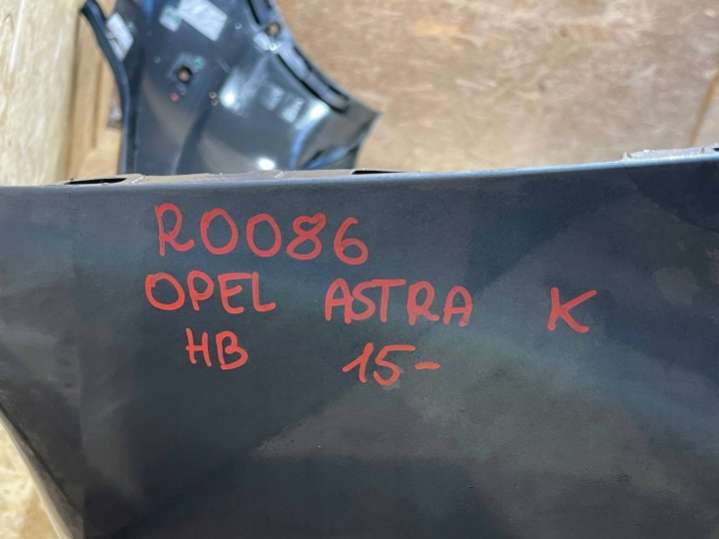 R0086
OPEL ASTRA K
HB 15-